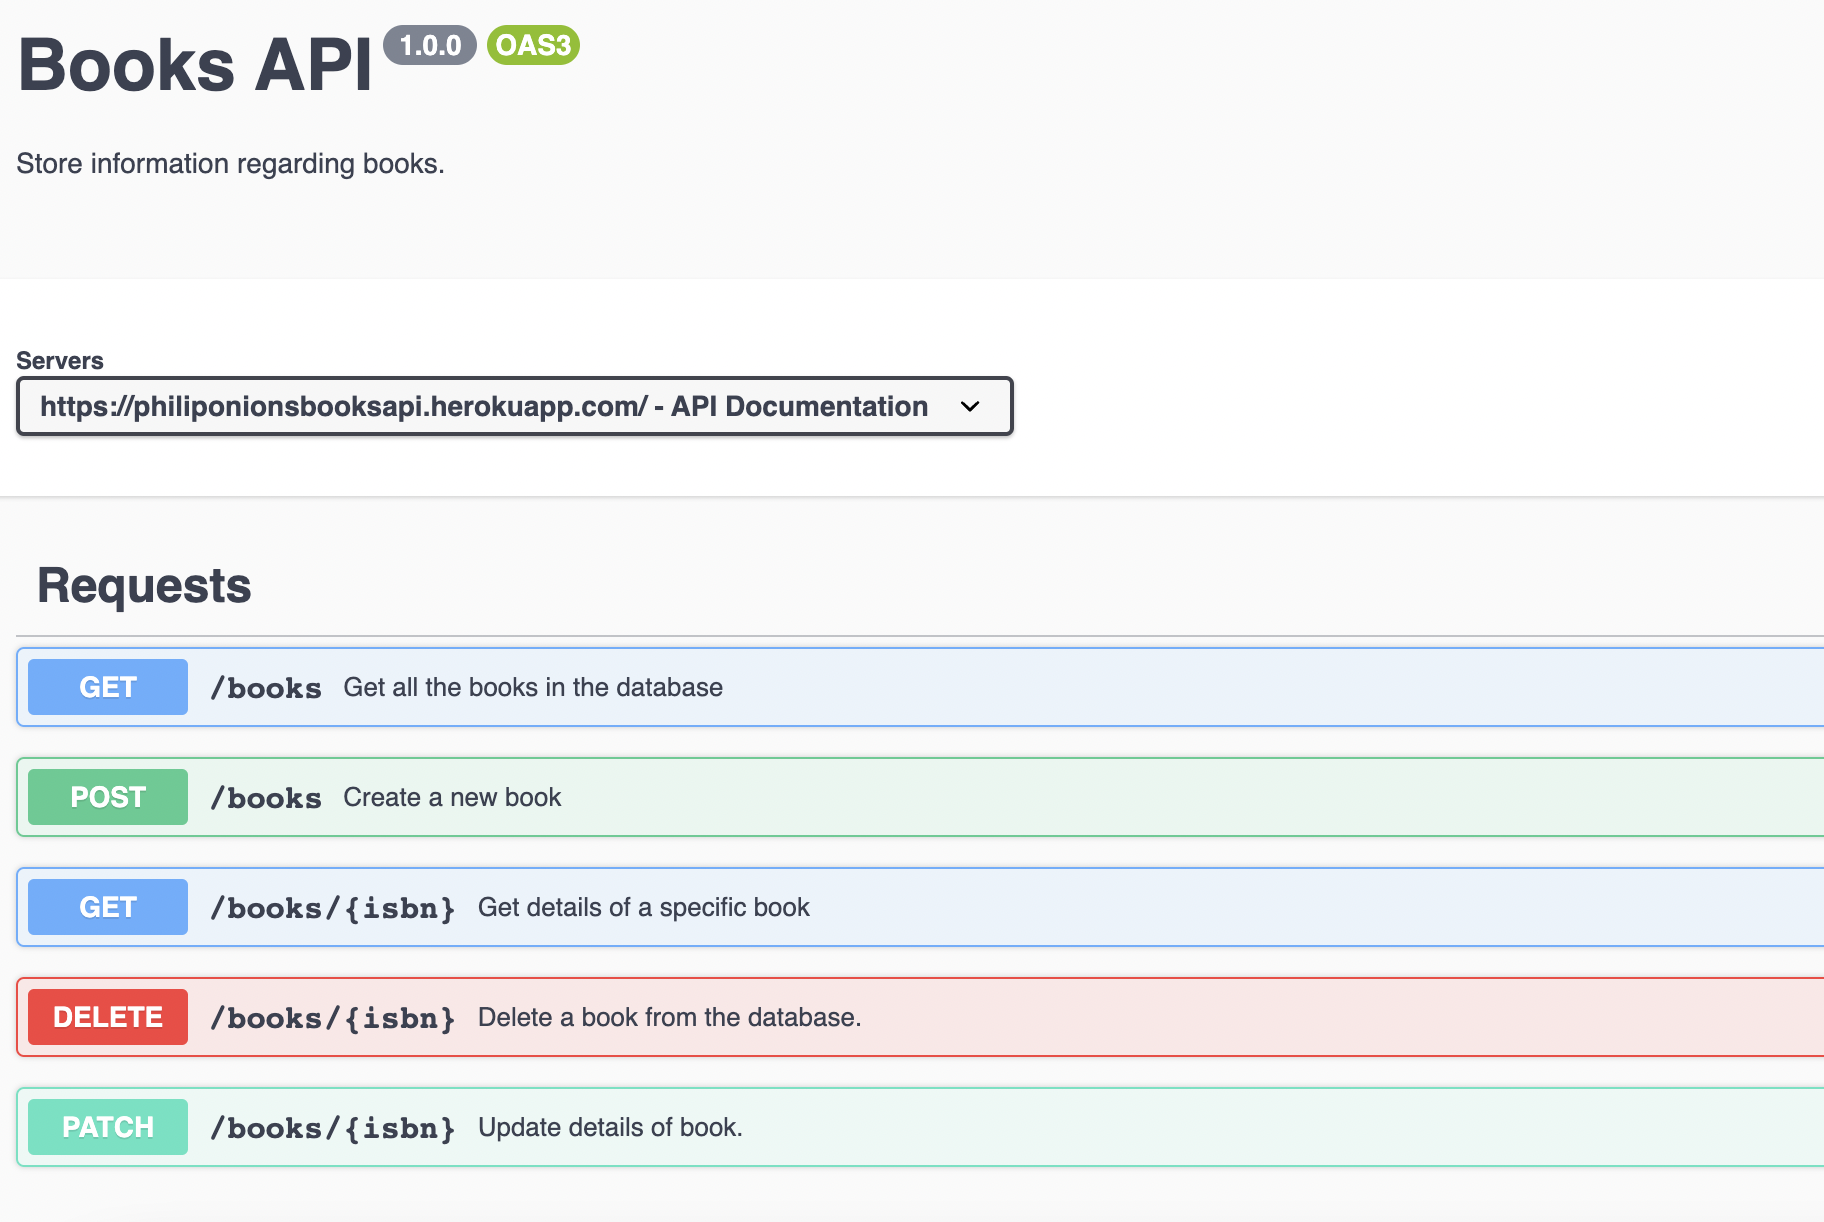 Books API 1.0.0 OAS3
Store information regarding books.
Servers
https://philiponionsbooksapi.herokuapp.com/ - API Documentation
Requests
GET /books Get all the books in the database
POST /books Create a new book
GET /books/{isbn} Get details of a specific book
DELETE /books/{isbn} Delete a book from the database.
PATCH /books/{isbn} Update details of book.